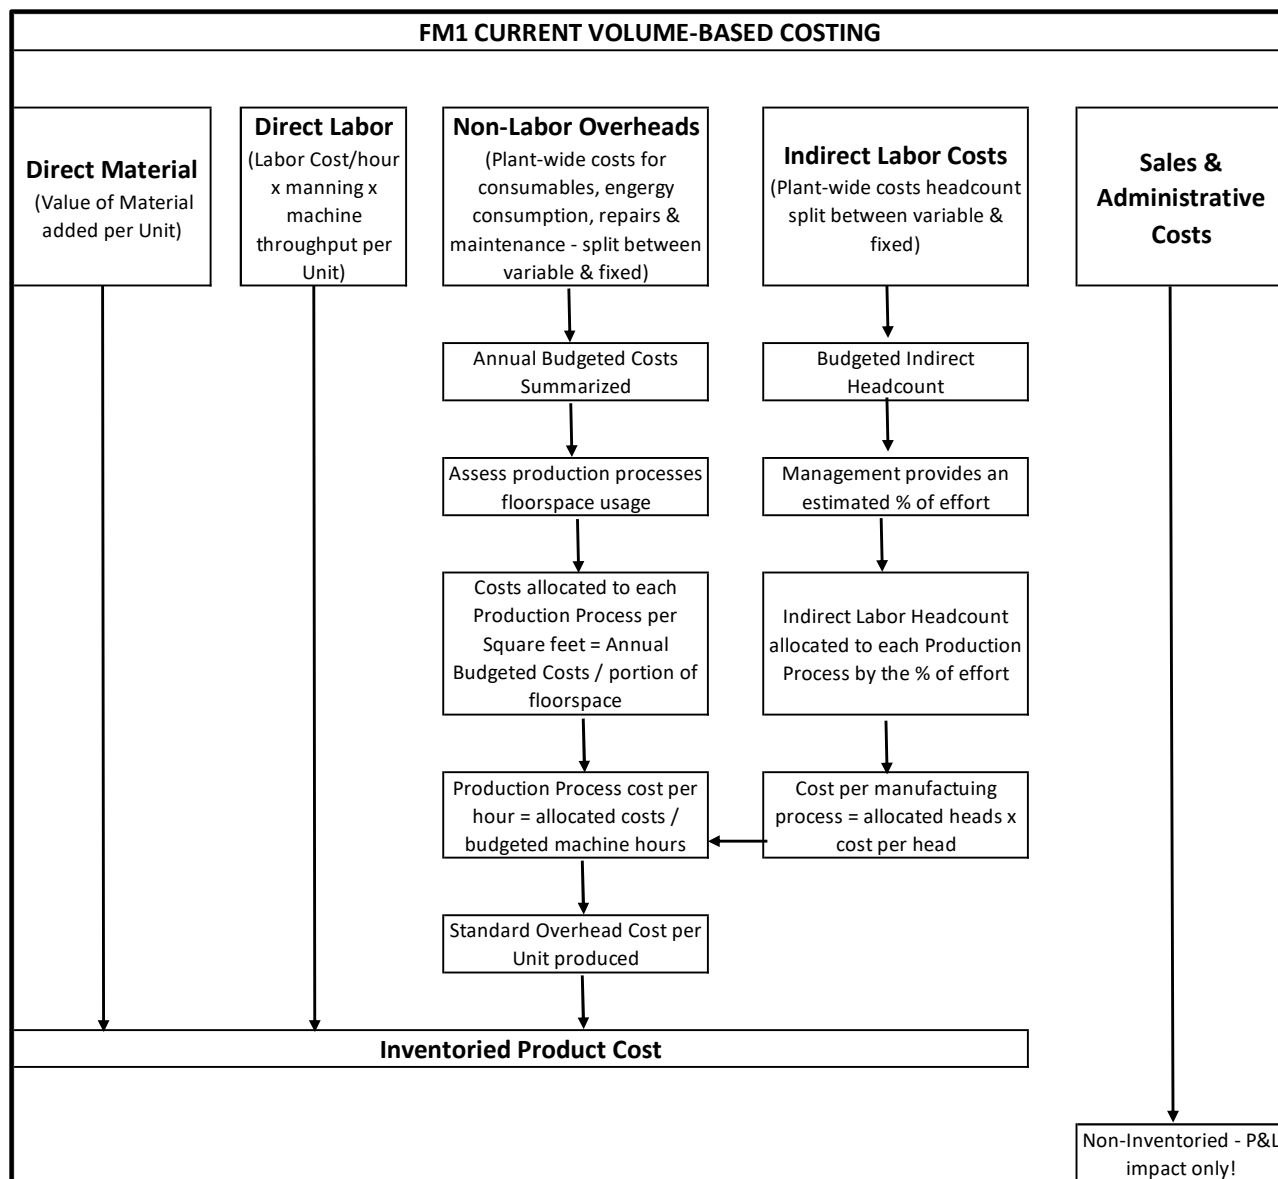 FM1 CURRENT VOLUME-BASED COSTING
Direct Material
(Value of Material
added per Unit)
Direct Labor
(Labor Cost/hour
x manning x
machine
throughput per
Unit)
Non-Labor Overheads
(Plant-wide costs for
consumables, engergy
consumption, repairs &
maintenance - split between
variable & fixed)
Indirect Labor Costs
(Plant-wide costs headcount
split between variable &
fixed)
Sales &
Administrative
Costs
Annual Budgeted Costs
Summarized
Budgeted Indirect
Headcount
Assess production processes
floorspace usage
Management provides an
estimated % of effort
Costs allocated to each
Production Process per
Square feet = Annual
Budgeted Costs / portion of
floorspace
Indirect Labor Headcount
allocated to each Production
Process by the % of effort
Production Process cost per
hour = allocated costs /
budgeted machine hours
Cost per manufactuing
process = allocated heads x
cost per head
Standard Overhead Cost per
Unit produced
Inventoried Product Cost
Non-Inventoried - P&L
impact only!